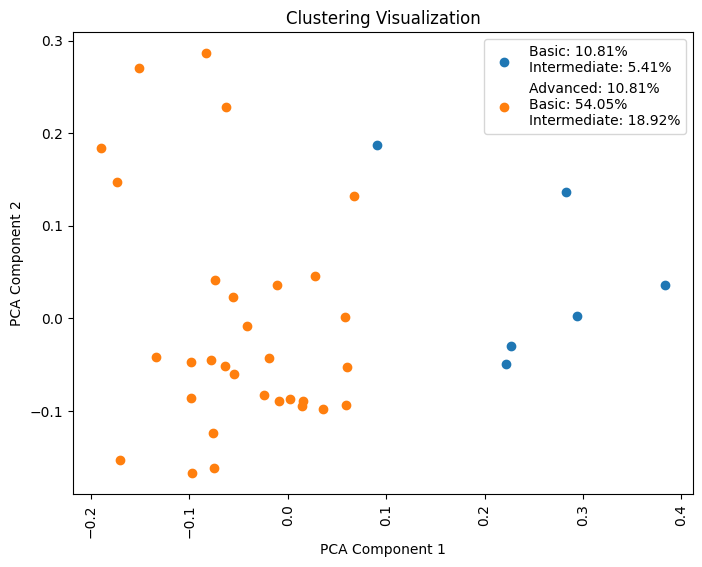 Clustering Visualization
Basic: 10.81%
Intermediate: 5.41%
Advanced: 10.81%
Basic: 54.05%
Intermediate: 18.92%
PCA Component 2
0.3
0.2
0.1
0.0
−0.1
−0.2
−0.1
0.0
0.1
0.2
0.3
0.4
PCA Component 1